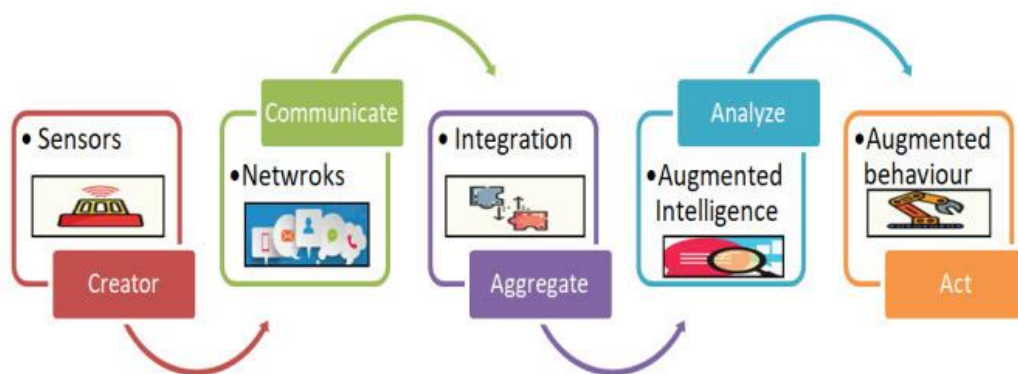 • Sensors
Creator
Communicate
•Netwroks
• Integration
Aggregate
Analyze
•Augmented
Intelligence
• Augmented
behaviour
Act